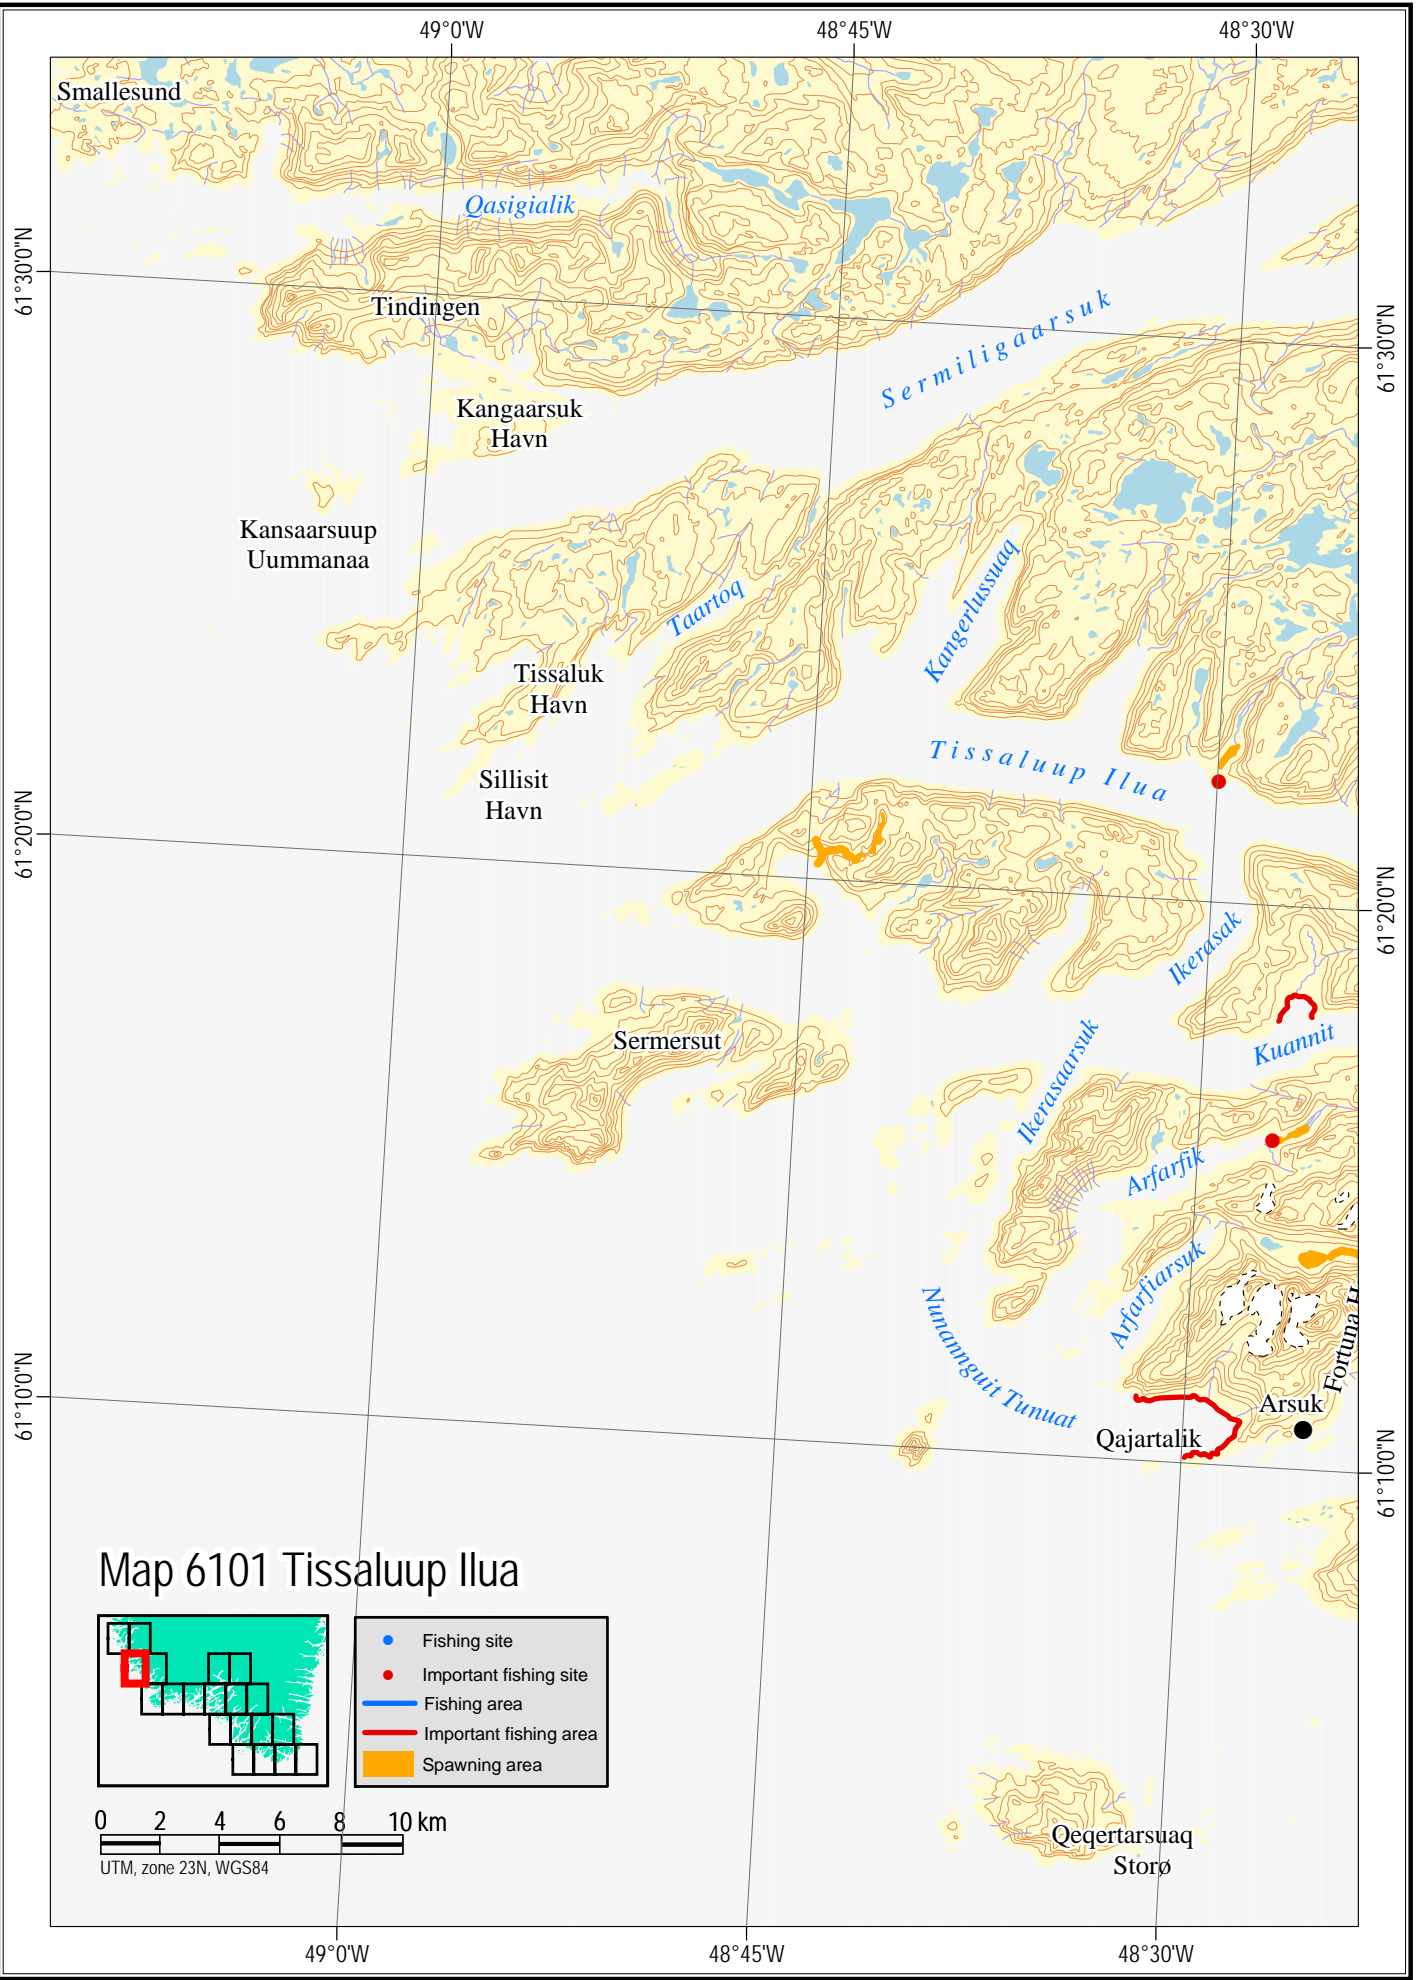 49°0'W
48°45'W
48°30'W
Smallesund
Qasigialik
61°30'0"N
Tindingen
Sermiligaarsuk
61°30'0"N
Kangaarsuk
Havn
Kansaarsuup
Uummanaa
Taartoq
Kangerlussuaq
Tissaluk
Havn
Tissaluup Ilua
Sillisit
Havn
61°20'0"N
61°20'0"N
Ikerasak
Sermersut
Kuannit
Ikerasaarsuk
Arfarfik
Arfarfiarsuk
Nunannguit Tunuat
Fortuna H
61°10'0"N
Arsuk
Qajartalik
61°10'0"N
Map 6101 Tissaluup Ilua
Fishing site
Important fishing site
Fishing area
Important fishing area
Spawning area
0 2 4 6 8 10 km
UTM, zone 23N, WGS84
Qeqertarsuaq
Storø
49°0'W
48°45'W
48°30'W